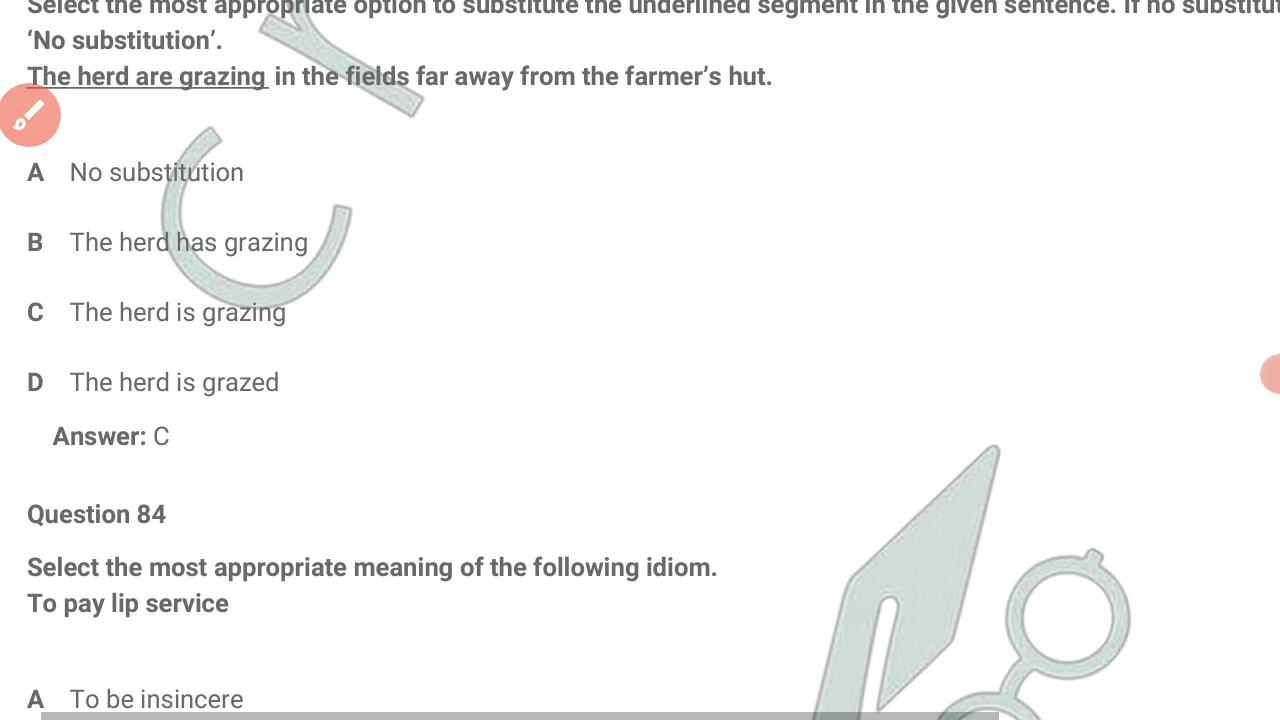 Select the most appropriate option to substitute the underlined segment in the given sentence. If no
‘No substitution’.
The herd are grazing in the fields far away from the farmer’s hut.
A No substitution
B The herd has grazing
C The herd is grazing
D The herd is grazed
Answer: C
Question 84
Select the most appropriate meaning of the following idiom.
To pay lip service
A To be insincere